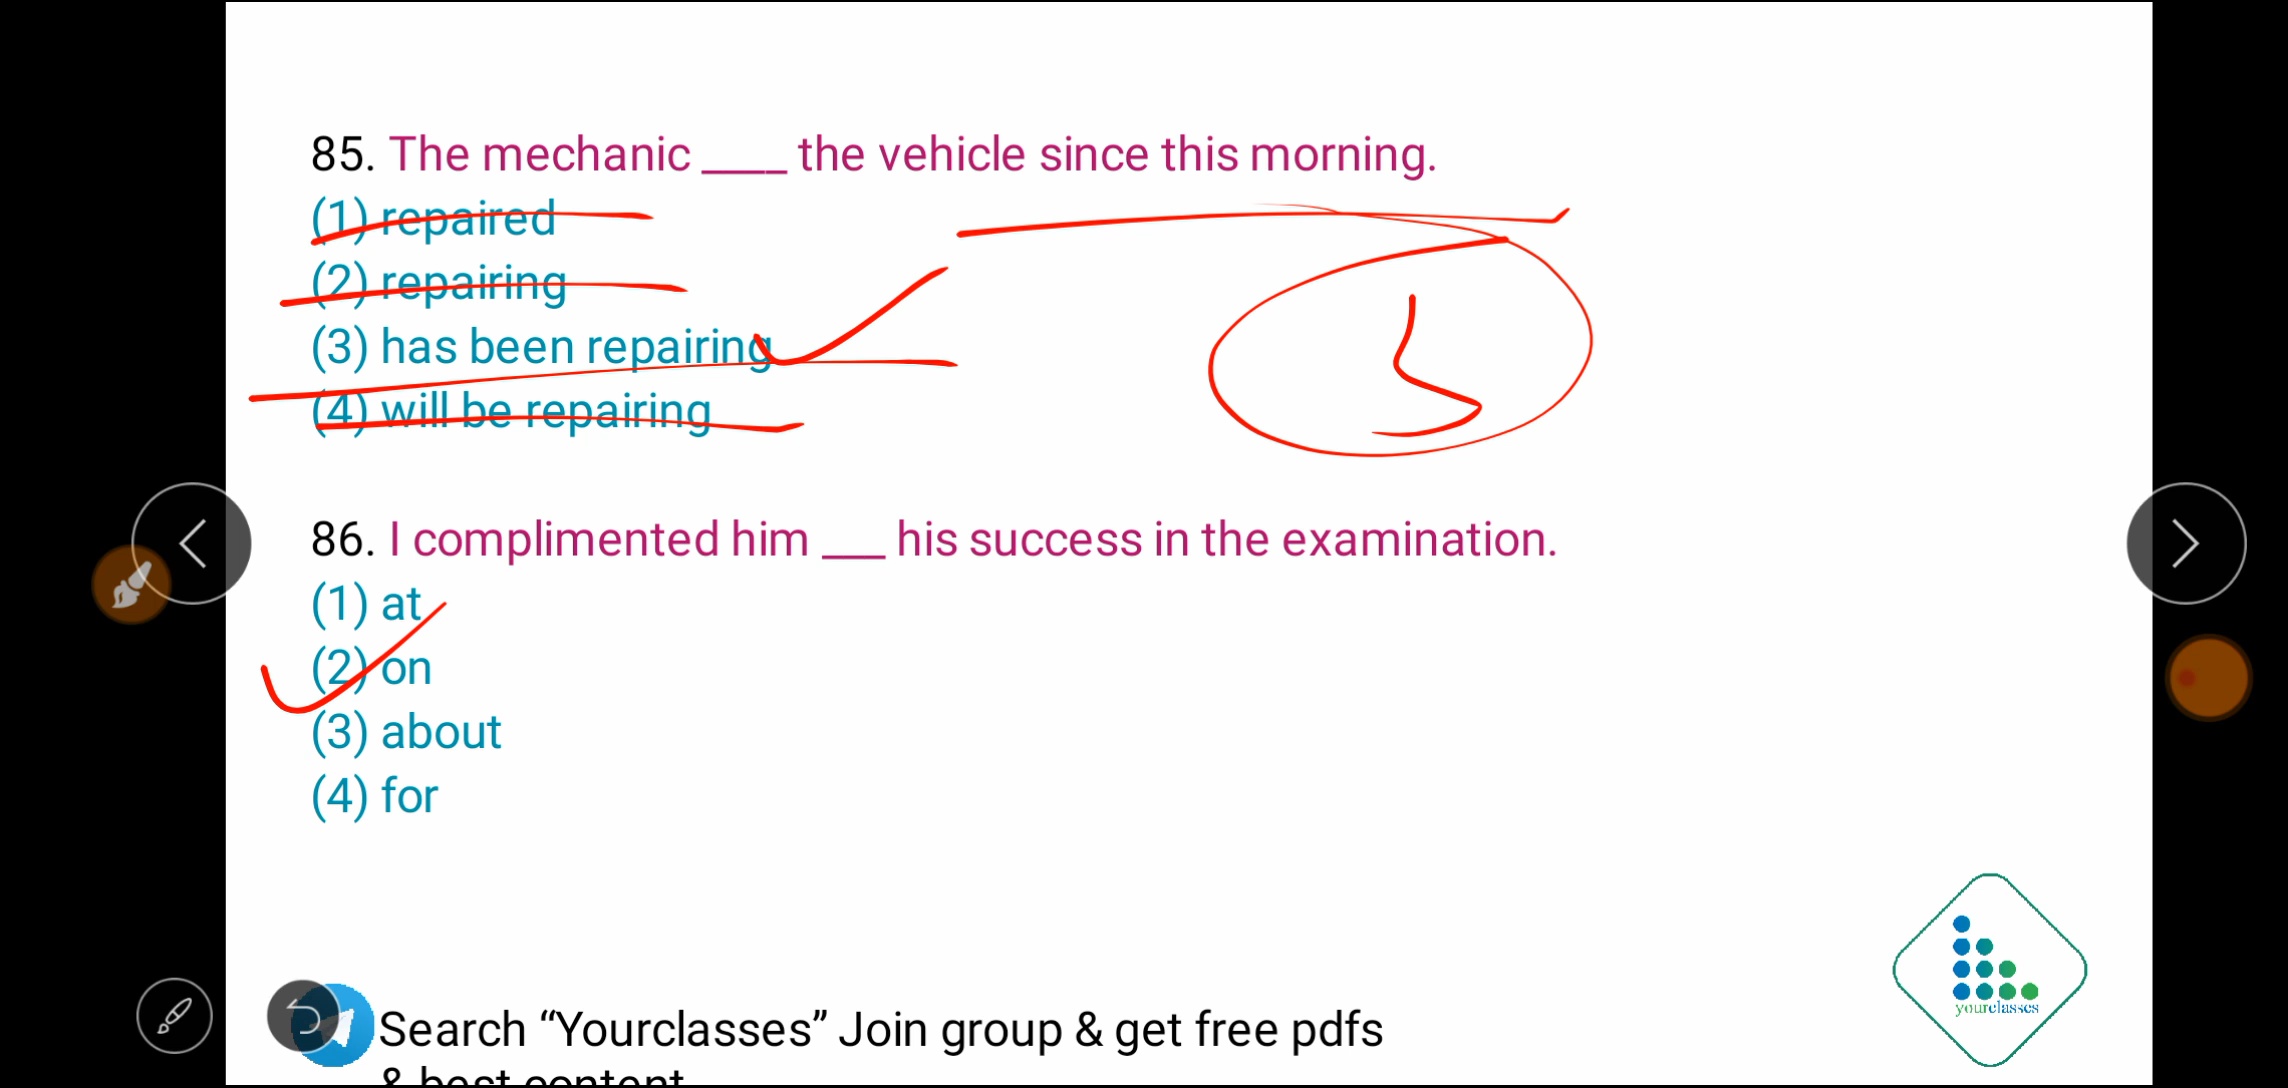 85. The mechanic ____ the vehicle since this morning.
(1) repaired
(2) repairing
(3) has been repairing
(4) will be repairing
86. I complimented him ___ his success in the examination.
(1) at
(2) on
(3) about
(4) for
yourclasses
Search “Yourclasses” Join group & get free pdfs
& best content